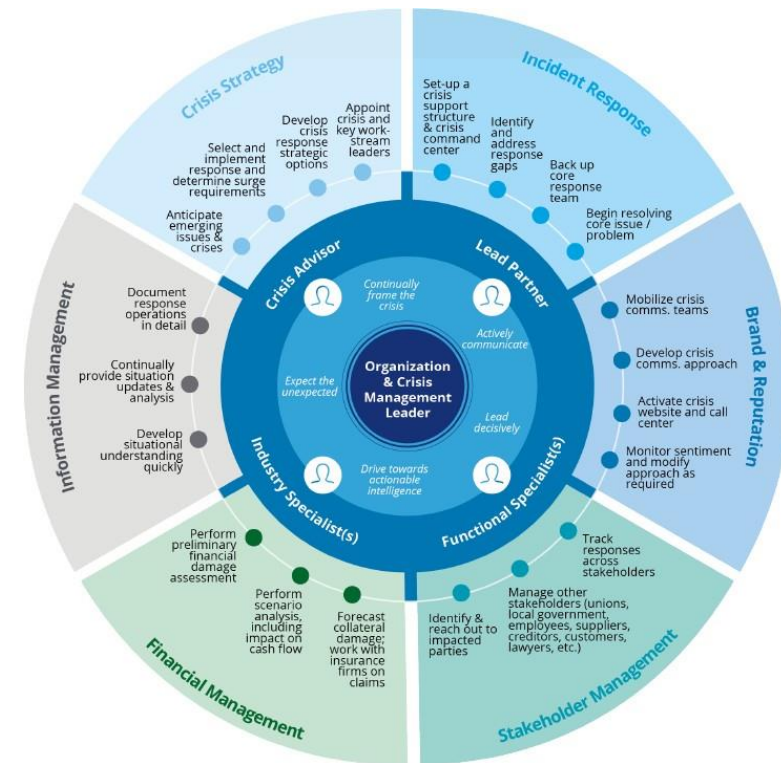 Crisis Strategy
Appoint
crisis and
key work-
stream
leaders
Develop
crisis
response
strategic
options
Select and
implement
response and
determine surge
requirements
Anticipate
emerging
issues &
crises
Incident Response
Set-up a
crisis
support
structure
& crisis
command
center
Identify
and
address
response
gaps
Back up
core
response
team
Begin resolving
core issue /
problem
Brand & Reputation
Mobilize crisis
comms. teams
Develop crisis
comms. approach
Activate crisis
website and call
center
Monitor sentiment
and modify
approach as
required
Stakeholder Management
Track
responses
across
stakeholders
Manage other
stakeholders (unions,
local government,
employees, suppliers,
creditors, customers,
lawyers, etc.)
Identify &
reach out to
impacted
parties
Financial Management
Forecast
collateral
damage;
work with
insurance
firms on
claims
Perform
scenario
analysis,
including
impact on
cash flow
Perform
preliminary
financial
damage
assessment
Information Management
Document
response
operations
in detail
Continually
provide situation
updates &
analysis
Develop
situational
understanding
quickly
Crisis Advisor
Lead Partner
Functional Specialist(s)
Industry Specialist(s)
Continually
frame the
crisis
Actively
communicate
Lead
decisively
Drive towards
actionable
intelligence
Expect the
unexpected
Organization
& Crisis
Management
Leader